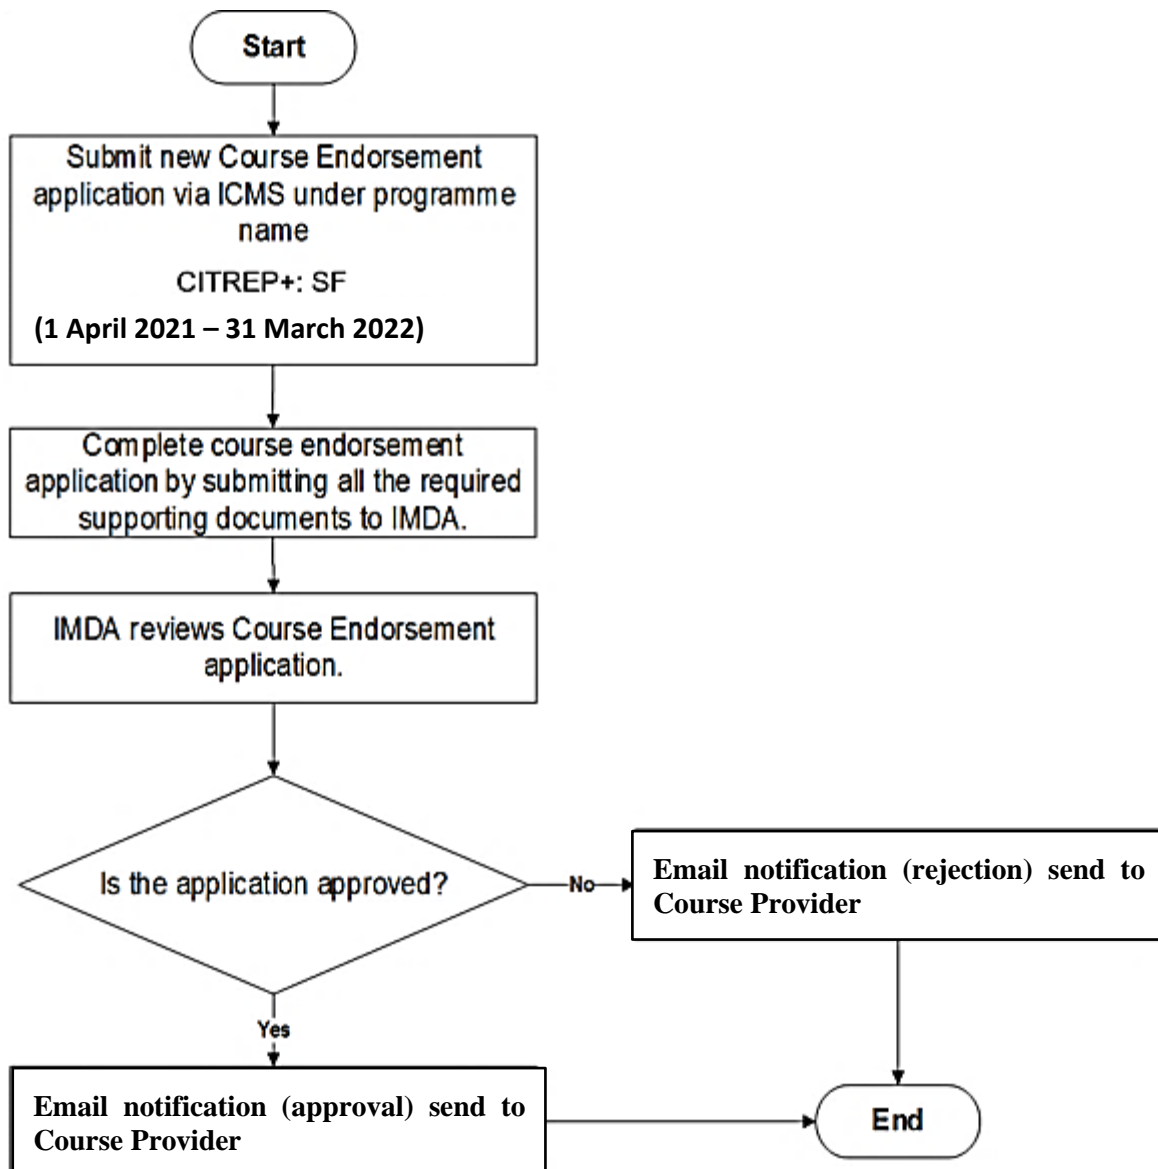 Start
Submit new Course Endorsement
application via ICMS under programme
name
CITREP+: SF
(1 April 2021 – 31 March 2022)
Complete course endorsement
application by submitting all the required
supporting documents to IMDA.
IMDA reviews Course Endorsement
application.
Is the application approved?
No
Email notification (rejection) send to
Course Provider
Yes
Email notification (approval) send to
Course Provider
End